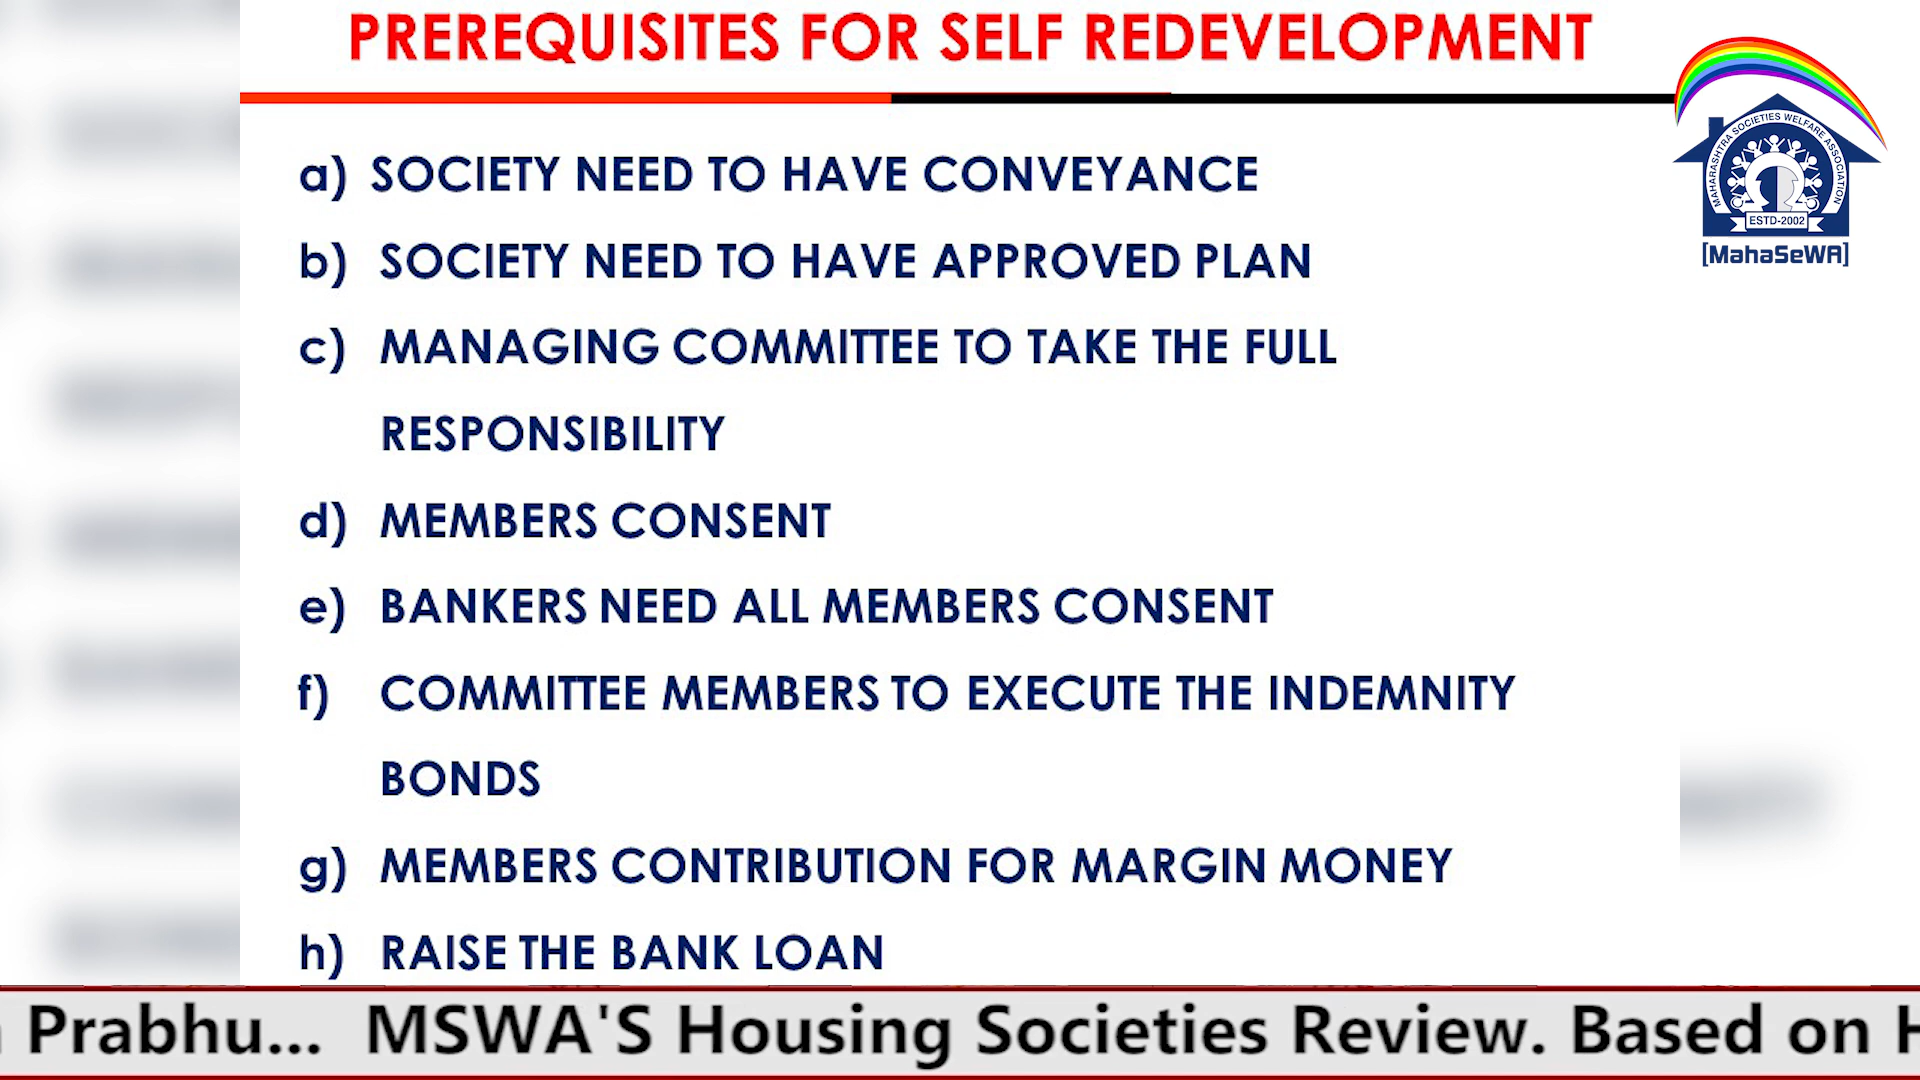 PREREQUISITES FOR SELF REDEVELOPMENT
a) SOCIETY NEED TO HAVE CONVEYANCE
b) SOCIETY NEED TO HAVE APPROVED PLAN
c) MANAGING COMMITTEE TO TAKE THE FULL
RESPONSIBILITY
d) MEMBERS CONSENT
e) BANKERS NEED ALL MEMBERS CONSENT
f) COMMITTEE MEMBERS TO EXECUTE THE INDEMNITY
BONDS
g) MEMBERS CONTRIBUTION FOR MARGIN MONEY
h) RAISE THE BANK LOAN
MAHARASHTRA SOCIETIES WELFARE ASSOCIATION
ESTD-2002
[MahaSeWA]
Prabhu... MSWA'S Housing Societies Review. Based on H